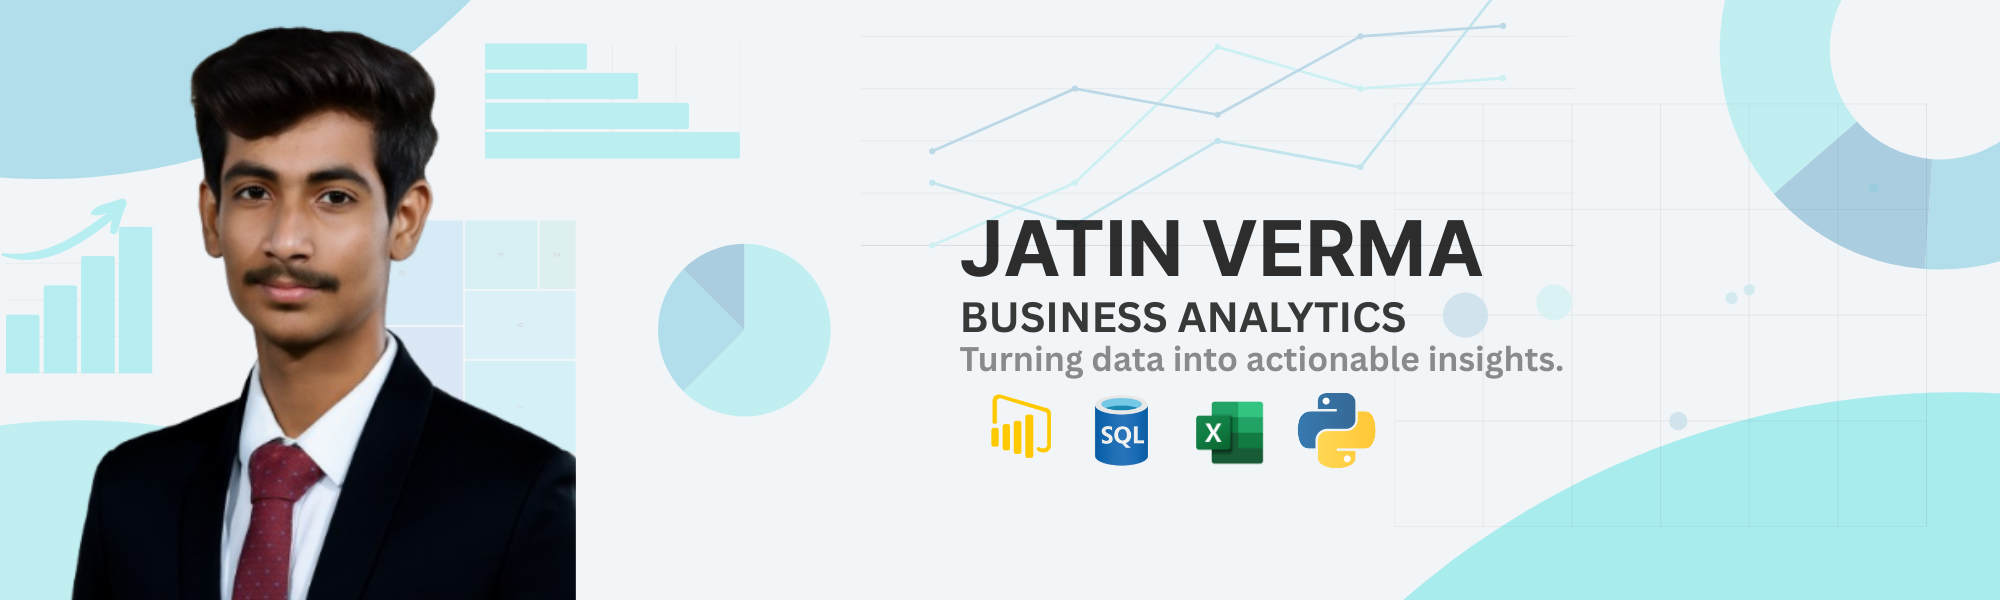 JATIN VERMA
BUSINESS ANALYTICS
Turning data into actionable insights.
SQL
X